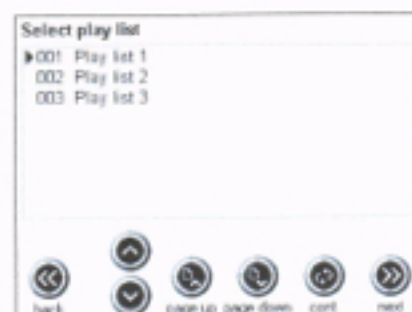 Select play list
001 Play list 1
002 Play list 2
003 Play list 3
back page up page down cont. next